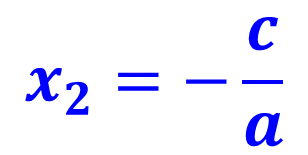 x₂ = − c/a